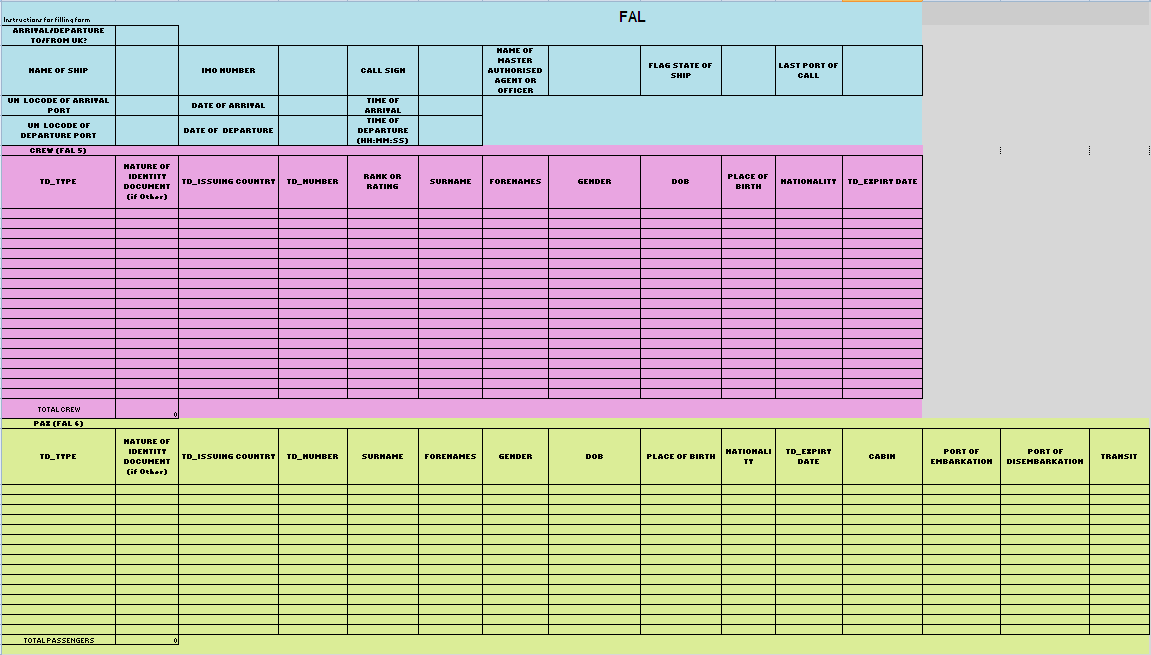 FAL
Instructions for filling form
ARRIVAL/DEPARTURE
TO/FROM UK?
NAME OF SHIP
IMO NUMBER
CALL SIGN
NAME OF
MASTER
AUTHORISED
AGENT OR
OFFICER
FLAG STATE OF
SHIP
LAST PORT OF
CALL
UN LOCODE OF ARRIVAL
PORT
DATE OF ARRIVAL
TIME OF
ARRIVAL
UN LOCODE OF
DEPARTURE PORT
DATE OF DEPARTURE
TIME OF
DEPARTURE
(HH:MM:SS)
CREW (FAL 5)
TD_TYPE
NATURE OF
IDENTITY
DOCUMENT
(if Other)
TD_ISSUING COUNTRY
TD_NUMBER
RANK OR
RATING
SURNAME
FORENAMES
GENDER
DOB
PLACE OF
BIRTH
NATIONALITY
TD_EXPIRY DATE
TOTAL CREW
0
PAX (FAL 6)
TD_TYPE
NATURE OF
IDENTITY
DOCUMENT
(if Other)
TD_ISSUING COUNTRY
TD_NUMBER
SURNAME
FORENAMES
GENDER
DOB
PLACE OF BIRTH
NATIONALI
TY
TD_EXPIRY
DATE
CABIN
PORT OF
EMBARKATION
PORT OF
DISEMBARKATION
TRANSIT
TOTAL PASSENGERS
0